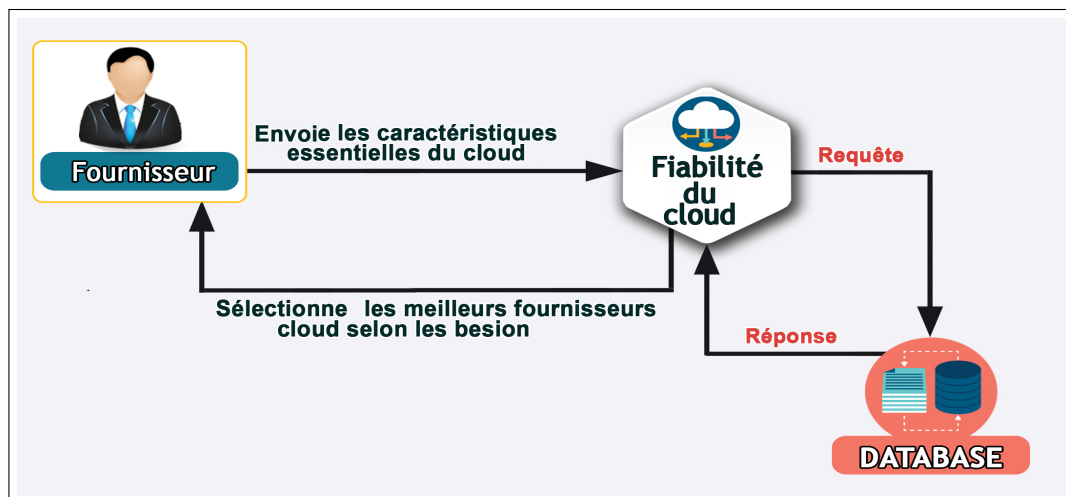 Envoie les caractéristiques
essentielles du cloud
Fournisseur
Fiabilité
du
cloud
Requête
Sélectionne les meilleurs fournisseurs
cloud selon les besion
Réponse
DATABASE